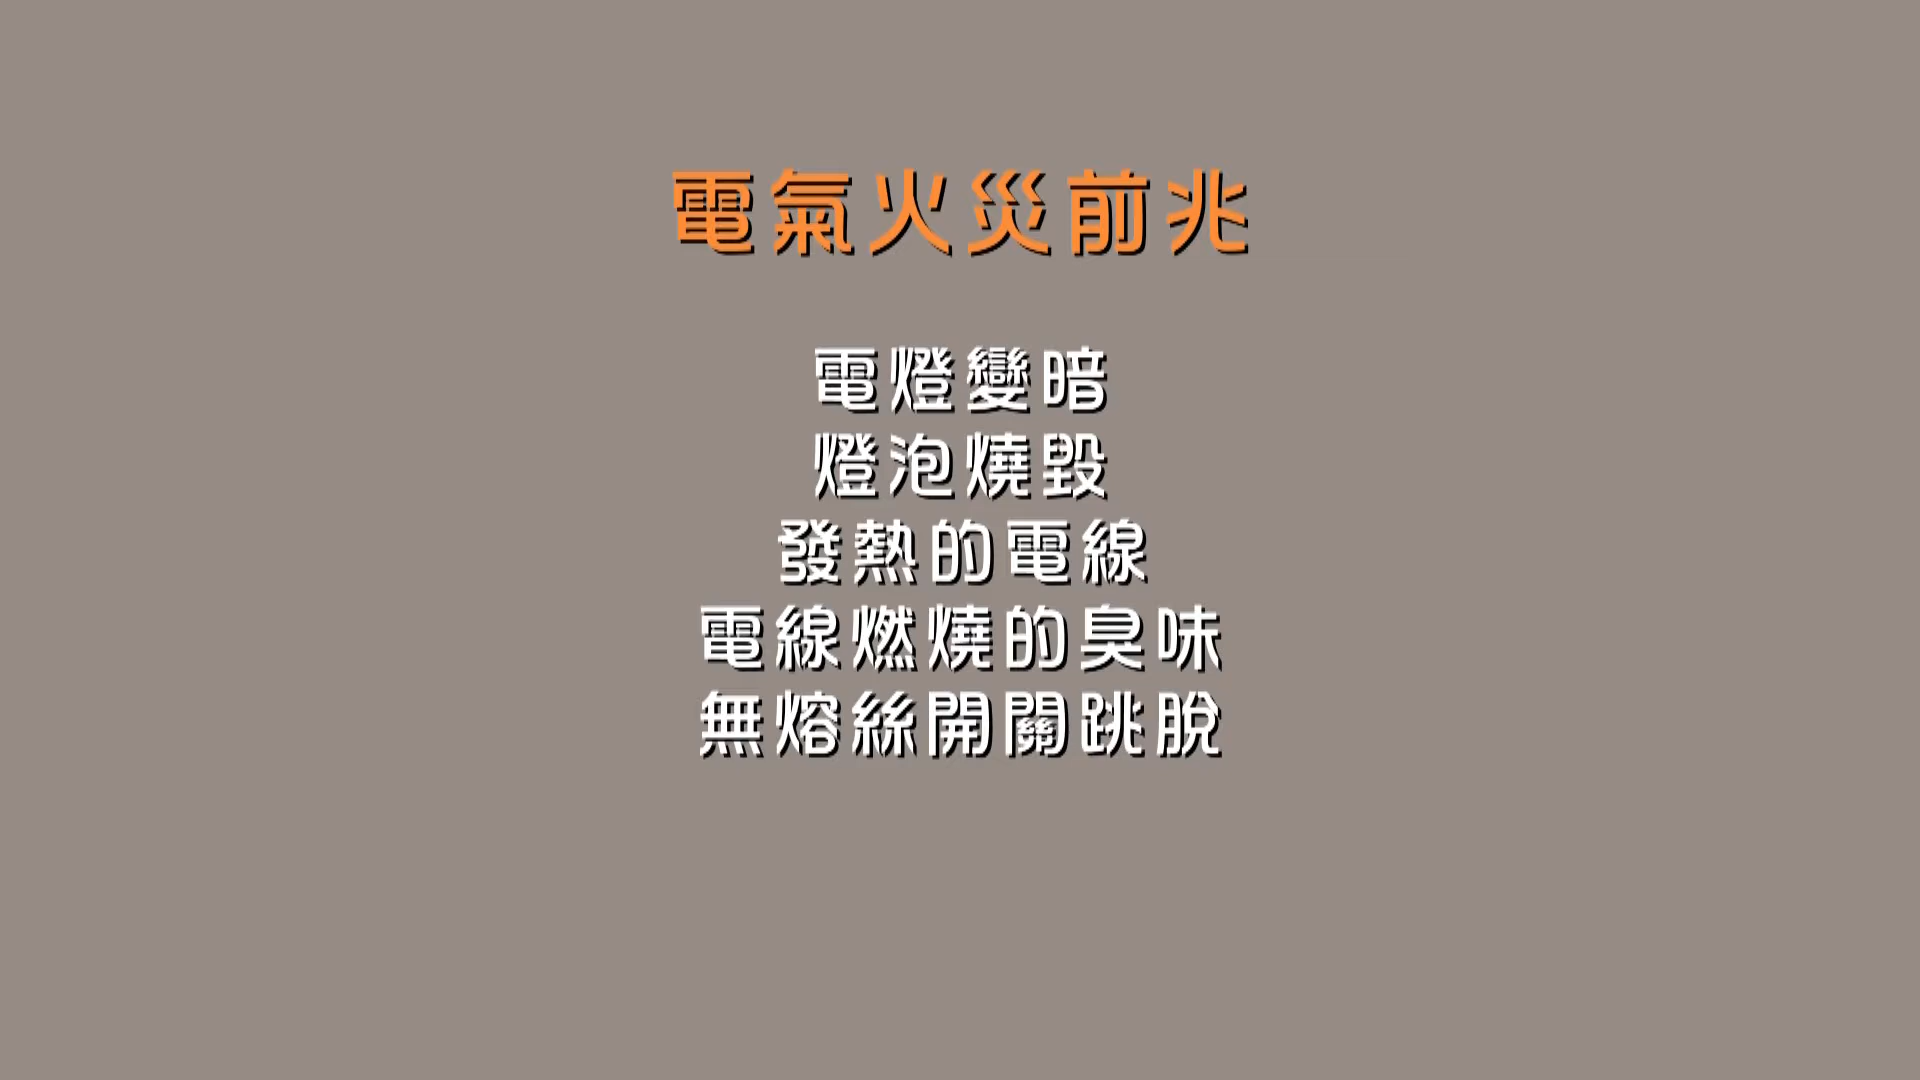 電氣火災前兆
電燈變暗
燈泡燒毀
發熱的電線
電線燃燒的臭味
無熔絲開關跳脫